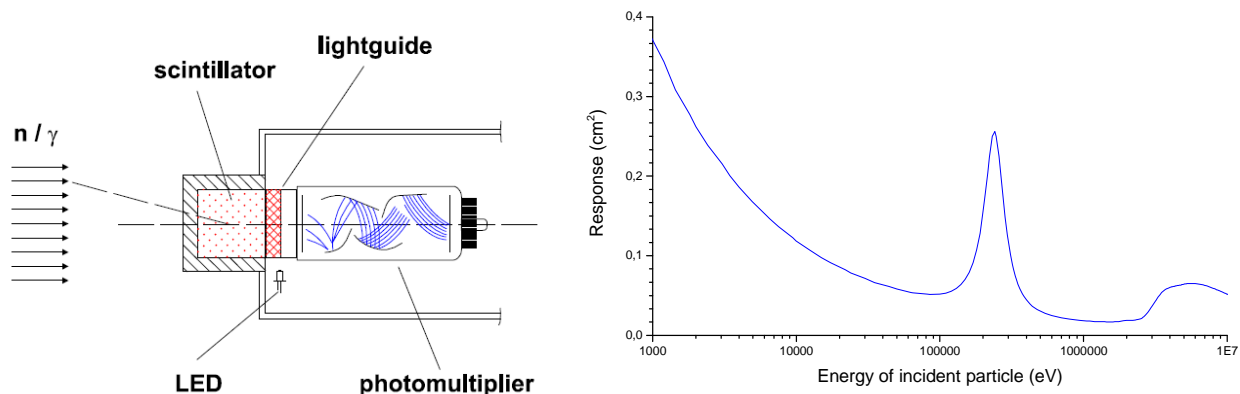 lightguide
scintillator
n / γ
LED
photomultiplier
0,4
0,3
0,2
0,1
0,0
Response (cm²)
1000
10000
100000
1000000
1E7
Energy of incident particle (eV)